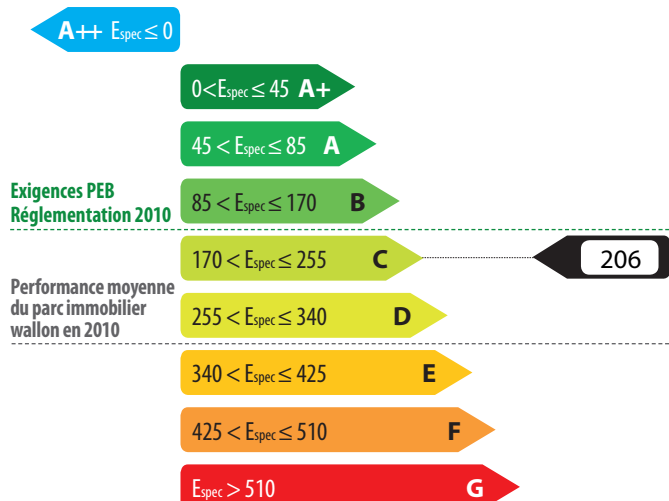 A++ Espec ≤ 0
0<Espec ≤ 45 A+
45 < Espec ≤ 85 A
Exigences PEB
Réglementation 2010
85 < Espec ≤ 170 B
170 < Espec ≤ 255 C
206
Performance moyenne
du parc immobilier
wallon en 2010
255 < Espec ≤ 340 D
340 < Espec ≤ 425 E
425 < Espec ≤ 510 F
Espec > 510 G